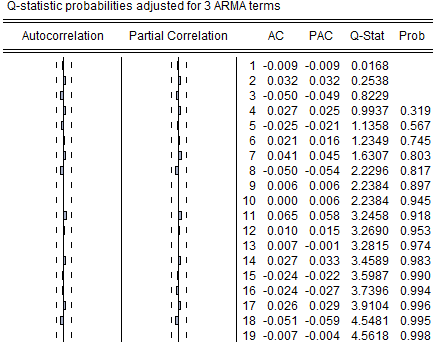 Q-statistic probabilities adjusted for 3 ARMA terms
Autocorrelation Partial Correlation AC PAC Q-Stat Prob
1 -0.009 -0.009 0.0168
2 0.032 0.032 0.2538
3 -0.050 -0.049 0.8229
4 0.027 0.025 0.9937 0.319
5 -0.025 -0.021 1.1358 0.567
6 0.021 0.016 1.2349 0.745
7 0.041 0.045 1.6307 0.803
8 -0.050 -0.054 2.2296 0.817
9 0.006 0.006 2.2384 0.897
10 0.000 0.006 2.2384 0.945
11 0.065 0.058 3.2458 0.918
12 0.010 0.015 3.2690 0.953
13 0.007 -0.001 3.2815 0.974
14 0.027 0.033 3.4589 0.983
15 -0.024 -0.022 3.5987 0.990
16 -0.024 -0.027 3.7396 0.994
17 0.026 0.029 3.9104 0.996
18 -0.051 -0.059 4.5481 0.995
19 -0.007 -0.004 4.5618 0.998